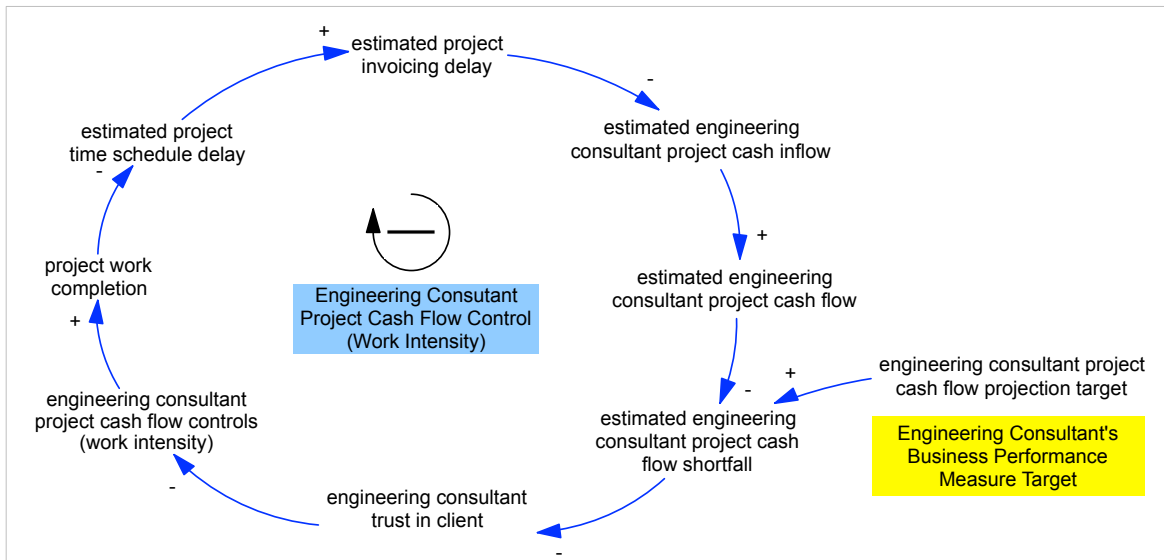 +
estimated project
invoicing delay
-
estimated engineering
consultant project cash inflow
+
estimated engineering
consultant project cash flow
-
+
engineering consultant project
cash flow projection target
Engineering Consultant's
Business Performance
Measure Target
estimated engineering
consultant project cash
flow shortfall
-
engineering consultant
trust in client
-
engineering consultant
project cash flow controls
(work intensity)
+
project work
completion
-
estimated project
time schedule delay
Engineering Consutant
Project Cash Flow Control
(Work Intensity)